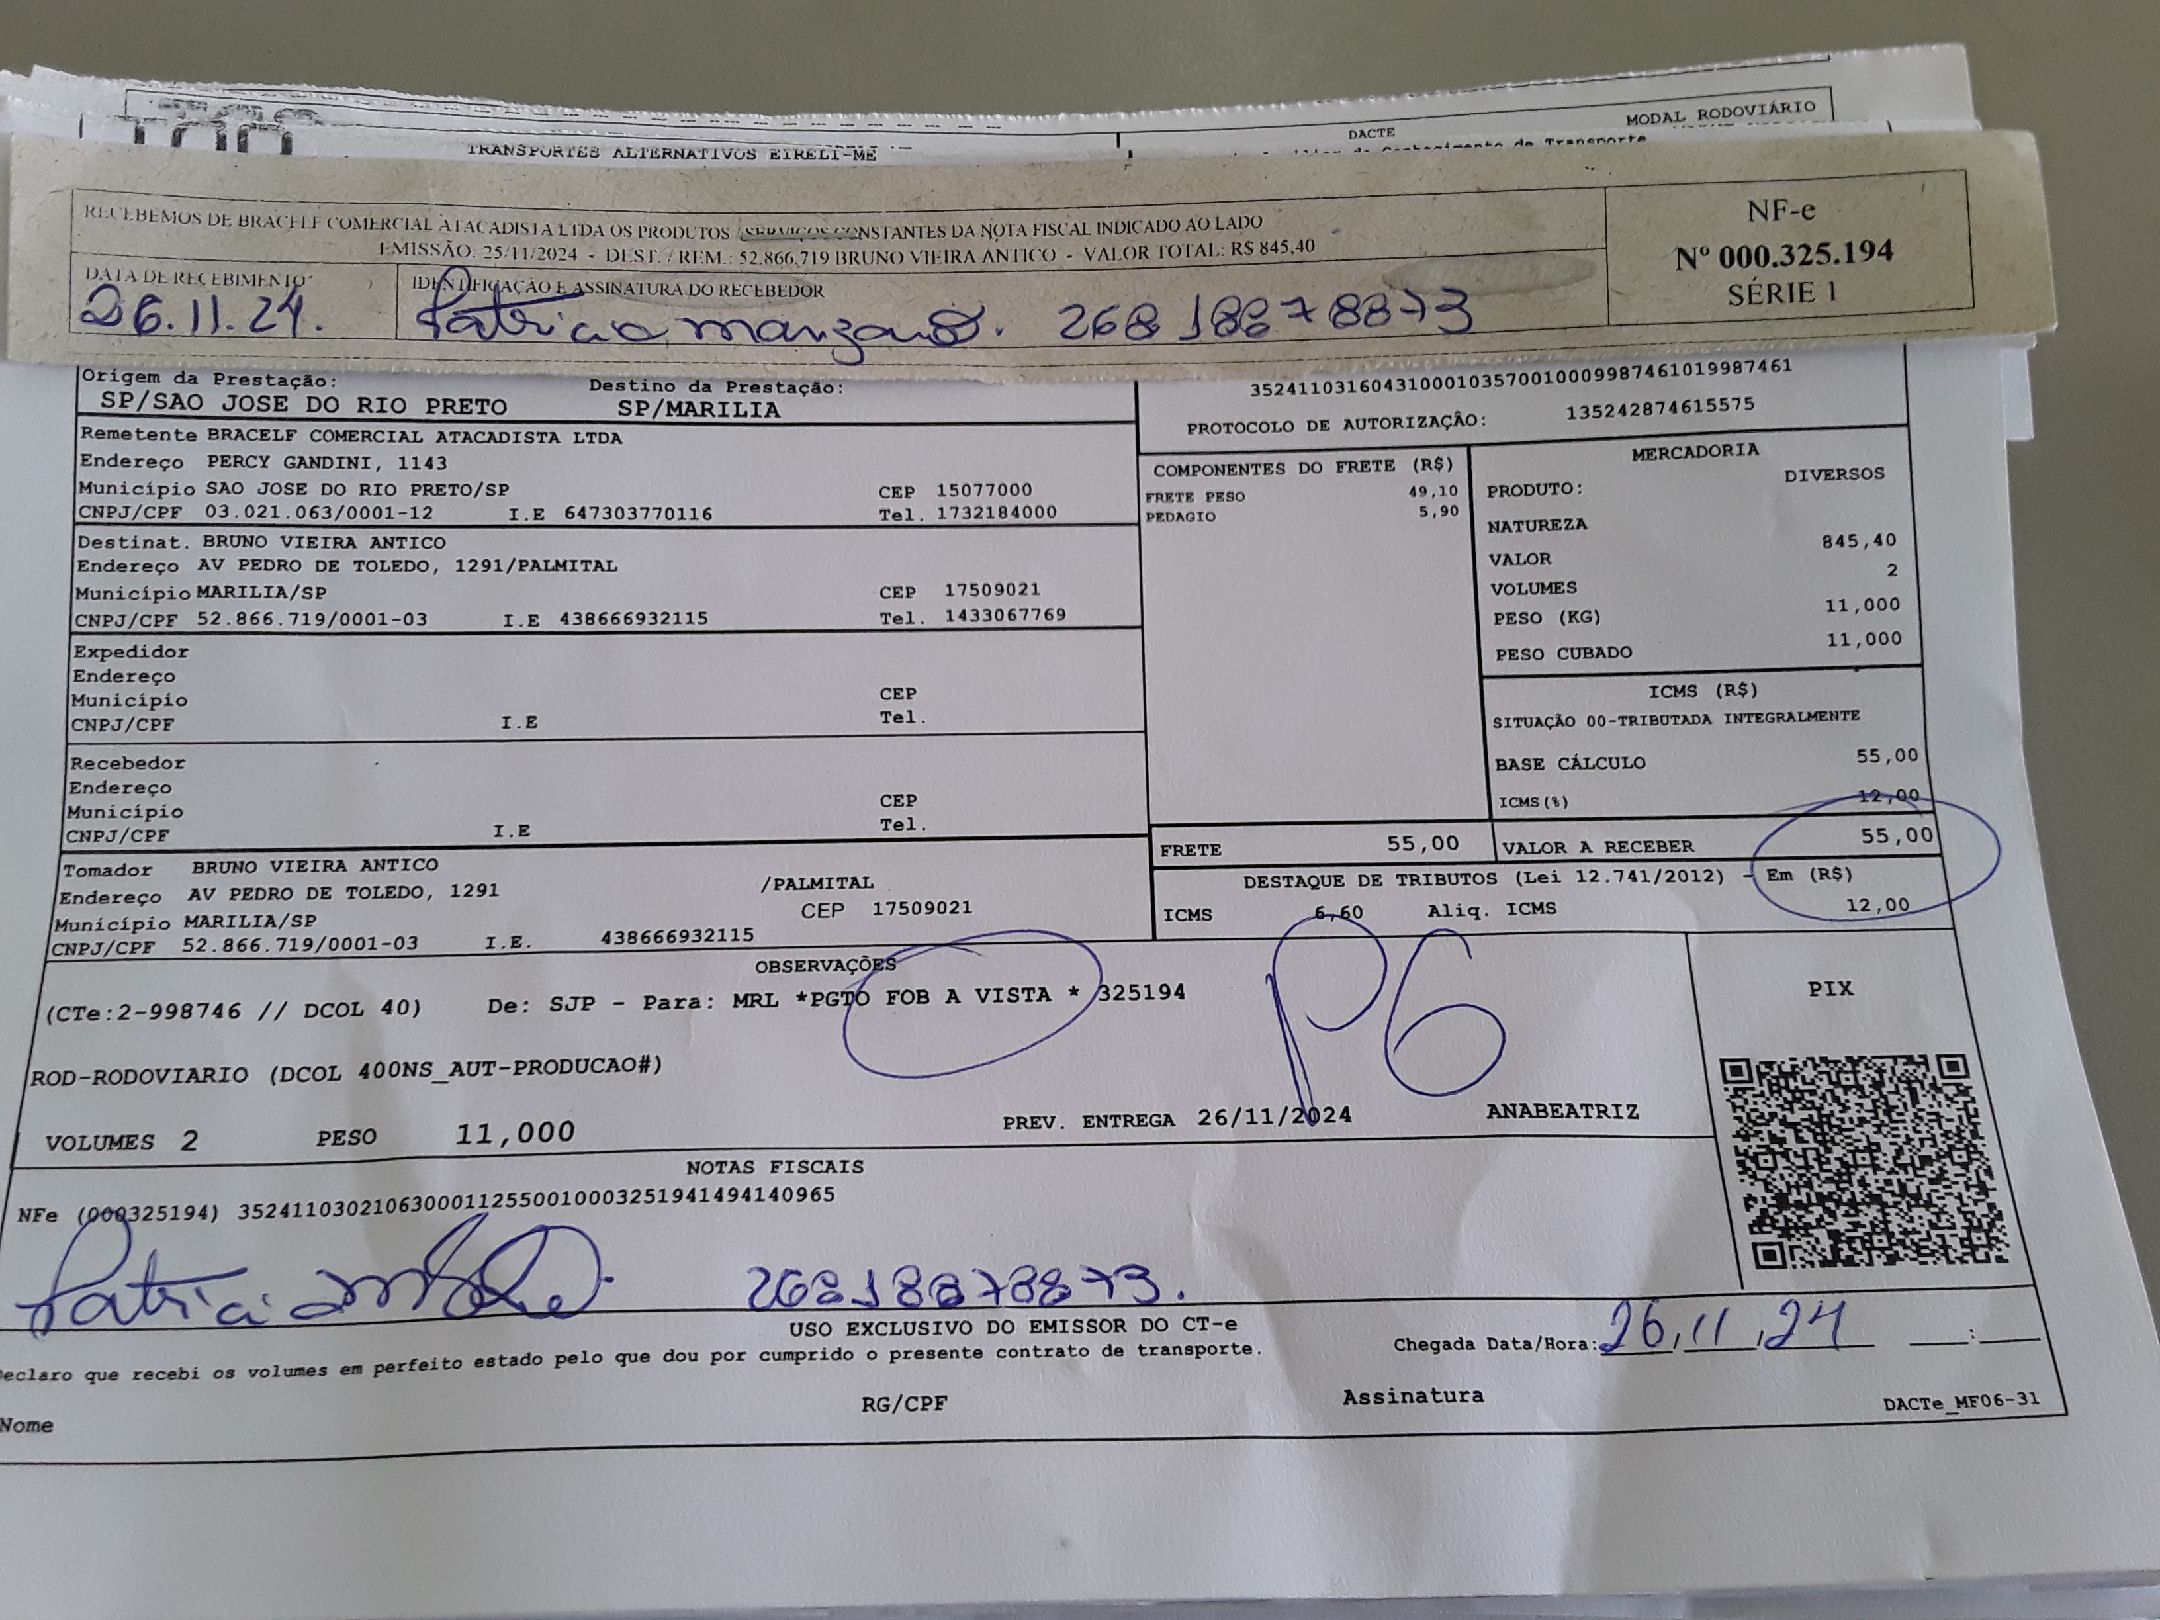 DACTE
MODAL RODOVIÁRIO
TRANSPORTES ALTERNATIVOS EIRELI-ME
RECEBEMOS DE BRACELF COMERCIAL ATACADISTA LTDA OS PRODUTOS / SERVIÇOS CONSTANTES DA NOTA FISCAL INDICADO AO LADO
EMISSÃO: 25/11/2024 - DEST. / REM.: 52.866.719 BRUNO VIEIRA ANTICO - VALOR TOTAL: R$ 845,40
NF-e
Nº 000.325.194
SÉRIE 1
DATA DE RECEBIMENTO
26.11.24.
IDENTIFICAÇÃO E ASSINATURA DO RECEBEDOR
Patricia 26818878873
Origem da Prestação: Destino da Prestação:
SP/SAO JOSE DO RIO PRETO SP/MARILIA
35241103160431000103570010009987461019987461
PROTOCOLO DE AUTORIZAÇÂO: 135242874615575
Remetente BRACELF COMERCIAL ATACADISTA LTDA
Endereço PERCY GANDINI, 1143
Município SAO JOSE DO RIO PRETO/SP CEP 15077000
CNPJ/CPF 03.021.063/0001-12 I.E 647303770116 Tel. 1732184000
Destinat. BRUNO VIEIRA ANTICO
Endereço AV PEDRO DE TOLEDO, 1291/PALMITAL
Município MARILIA/SP CEP 17509021
CNPJ/CPF 52.866.719/0001-03 I.E 438666932115 Tel. 1433067769
Expedidor
Endereço
Município CEP
CNPJ/CPF I.E Tel.
Recebedor
Endereço
Município CEP
CNPJ/CPF I.E Tel.
Tomador BRUNO VIEIRA ANTICO
Endereço AV PEDRO DE TOLEDO, 1291 /PALMITAL
Município MARILIA/SP CEP 17509021
CNPJ/CPF 52.866.719/0001-03 I.E. 438666932115
COMPONENTES DO FRETE (R$)
FRETE PESO 49,10
PEDAGIO 5,90
MERCADORIA
PRODUTO: DIVERSOS
NATUREZA
VALOR 845,40
VOLUMES 2
PESO (KG) 11,000
PESO CUBADO 11,000
ICMS (R$)
SITUAÇÃO 00-TRIBUTADA INTEGRALMENTE
BASE CÁLCULO 55,00
ICMS(%) 12,00
FRETE 55,00 VALOR A RECEBER 55,00
DESTAQUE DE TRIBUTOS (Lei 12.741/2012) - Em (R$)
ICMS 6,60 Aliq. ICMS 12,00
OBSERVAÇÕES
(CTe:2-998746 // DCOL 40) De: SJP - Para: MRL *PGTO FOB A VISTA * 325194
PG
PIX
ROD-RODOVIARIO (DCOL 400NS_AUT-PRODUCAO#)
VOLUMES 2 PESO 11,000 PREV. ENTREGA 26/11/2024 ANABEATRIZ
NOTAS FISCAIS
NFe (000325194) 35241103021063000112550010003251941494140965
Patricia 26818878873.
USO EXCLUSIVO DO EMISSOR DO CT-e
Chegada Data/Hora: 26,11,24 __:__
Declaro que recebi os volumes em perfeito estado pelo que dou por cumprido o presente contrato de transporte.
Nome RG/CPF Assinatura
DACTe_MF06-31